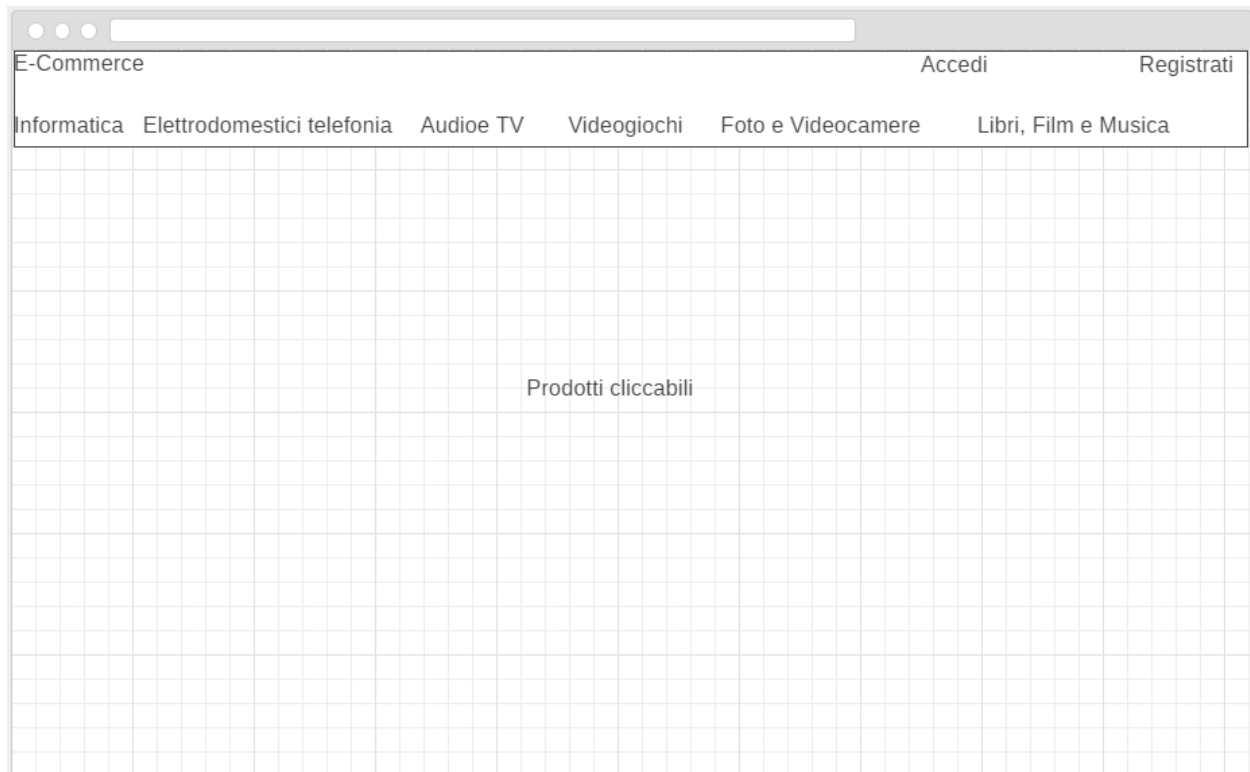 E-Commerce Accedi Registrati
Informatica Elettrodomestici telefonia Audioe TV Videogiochi Foto e Videocamere Libri, Film e Musica
Prodotti cliccabili